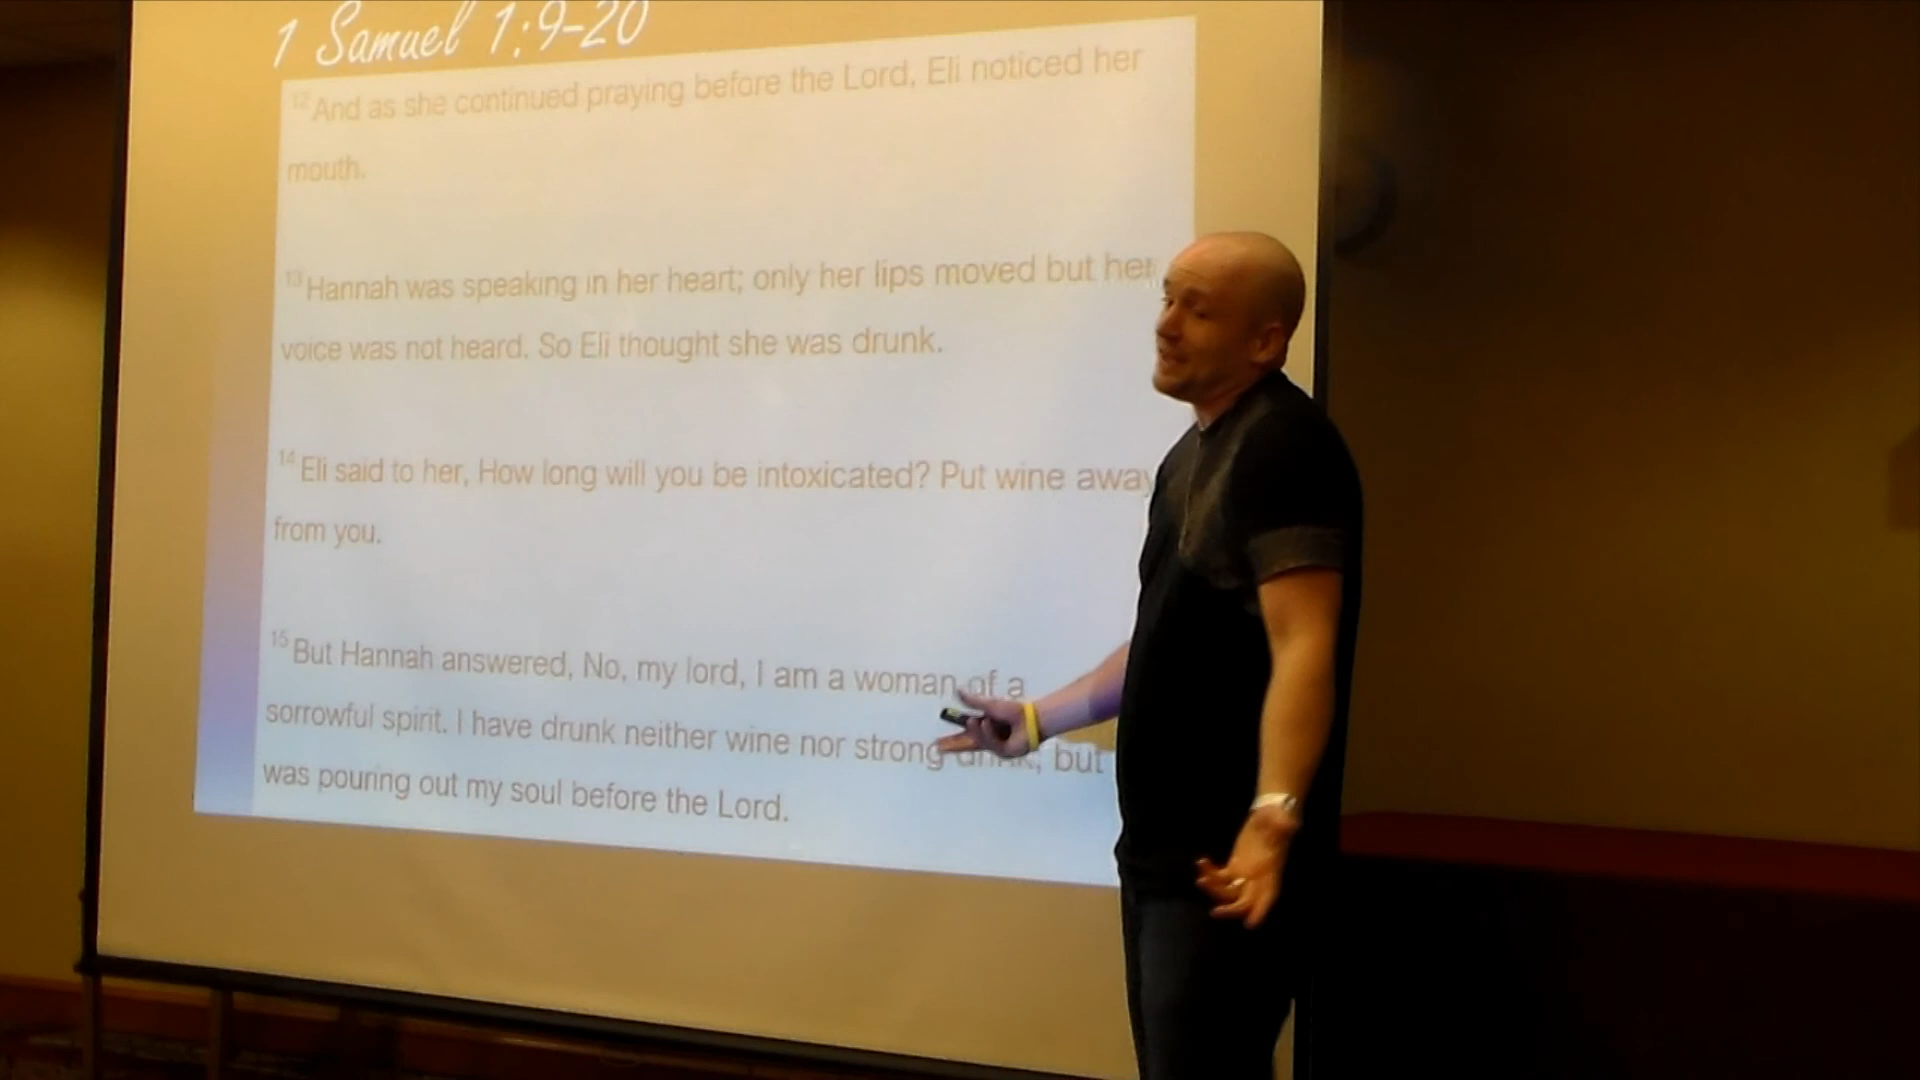 1 Samuel 1:9-20
12 And as she continued praying before the Lord, Eli noticed her
mouth.
13 Hannah was speaking in her heart; only her lips moved but her
voice was not heard. So Eli thought she was drunk.
14 Eli said to her, How long will you be intoxicated? Put wine away
from you.
15 But Hannah answered, No, my lord, I am a woman of a
sorrowful spirit. I have drunk neither wine nor strong drink, but
was pouring out my soul before the Lord.